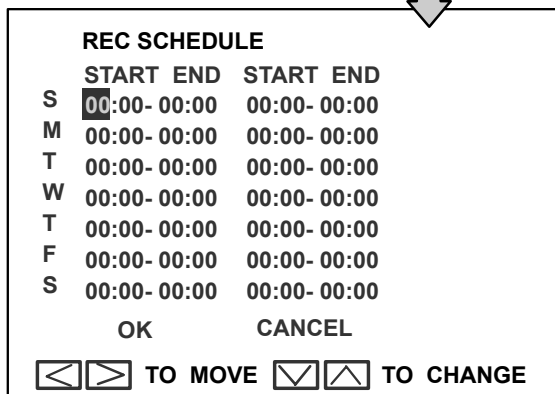 REC SCHEDULE
START END START END
S 00:00- 00:00 00:00- 00:00
M 00:00- 00:00 00:00- 00:00
T 00:00- 00:00 00:00- 00:00
W 00:00- 00:00 00:00- 00:00
T 00:00- 00:00 00:00- 00:00
F 00:00- 00:00 00:00- 00:00
S 00:00- 00:00 00:00- 00:00
OK CANCEL
TO MOVE TO CHANGE